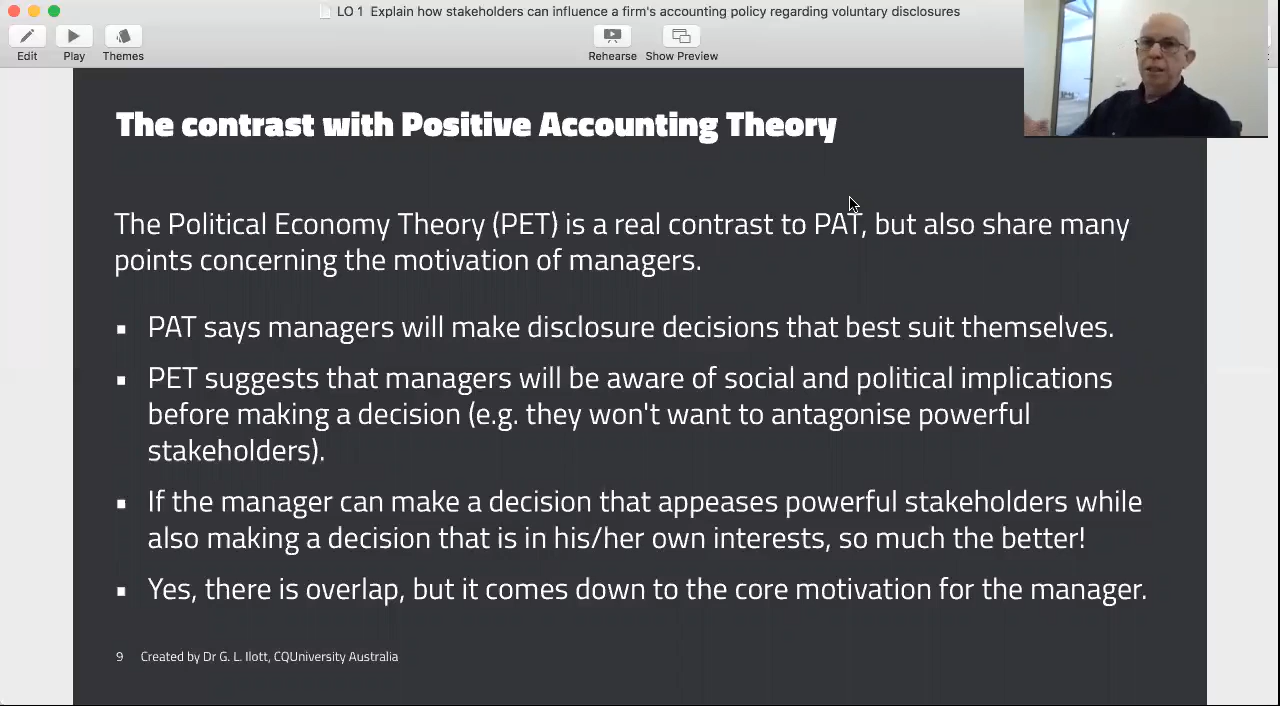 LO 1 Explain how stakeholders can influence a firm's accounting policy regarding voluntary disclosures
Edit
Play
Themes
Rehearse
Show Preview
The contrast with Positive Accounting Theory
The Political Economy Theory (PET) is a real contrast to PAT, but also share many
points concerning the motivation of managers.
▪ PAT says managers will make disclosure decisions that best suit themselves.
▪ PET suggests that managers will be aware of social and political implications
before making a decision (e.g. they won't want to antagonise powerful
stakeholders).
▪ If the manager can make a decision that appeases powerful stakeholders while
also making a decision that is in his/her own interests, so much the better!
▪ Yes, there is overlap, but it comes down to the core motivation for the manager.
9 Created by Dr G. L. Ilott, CQUniversity Australia